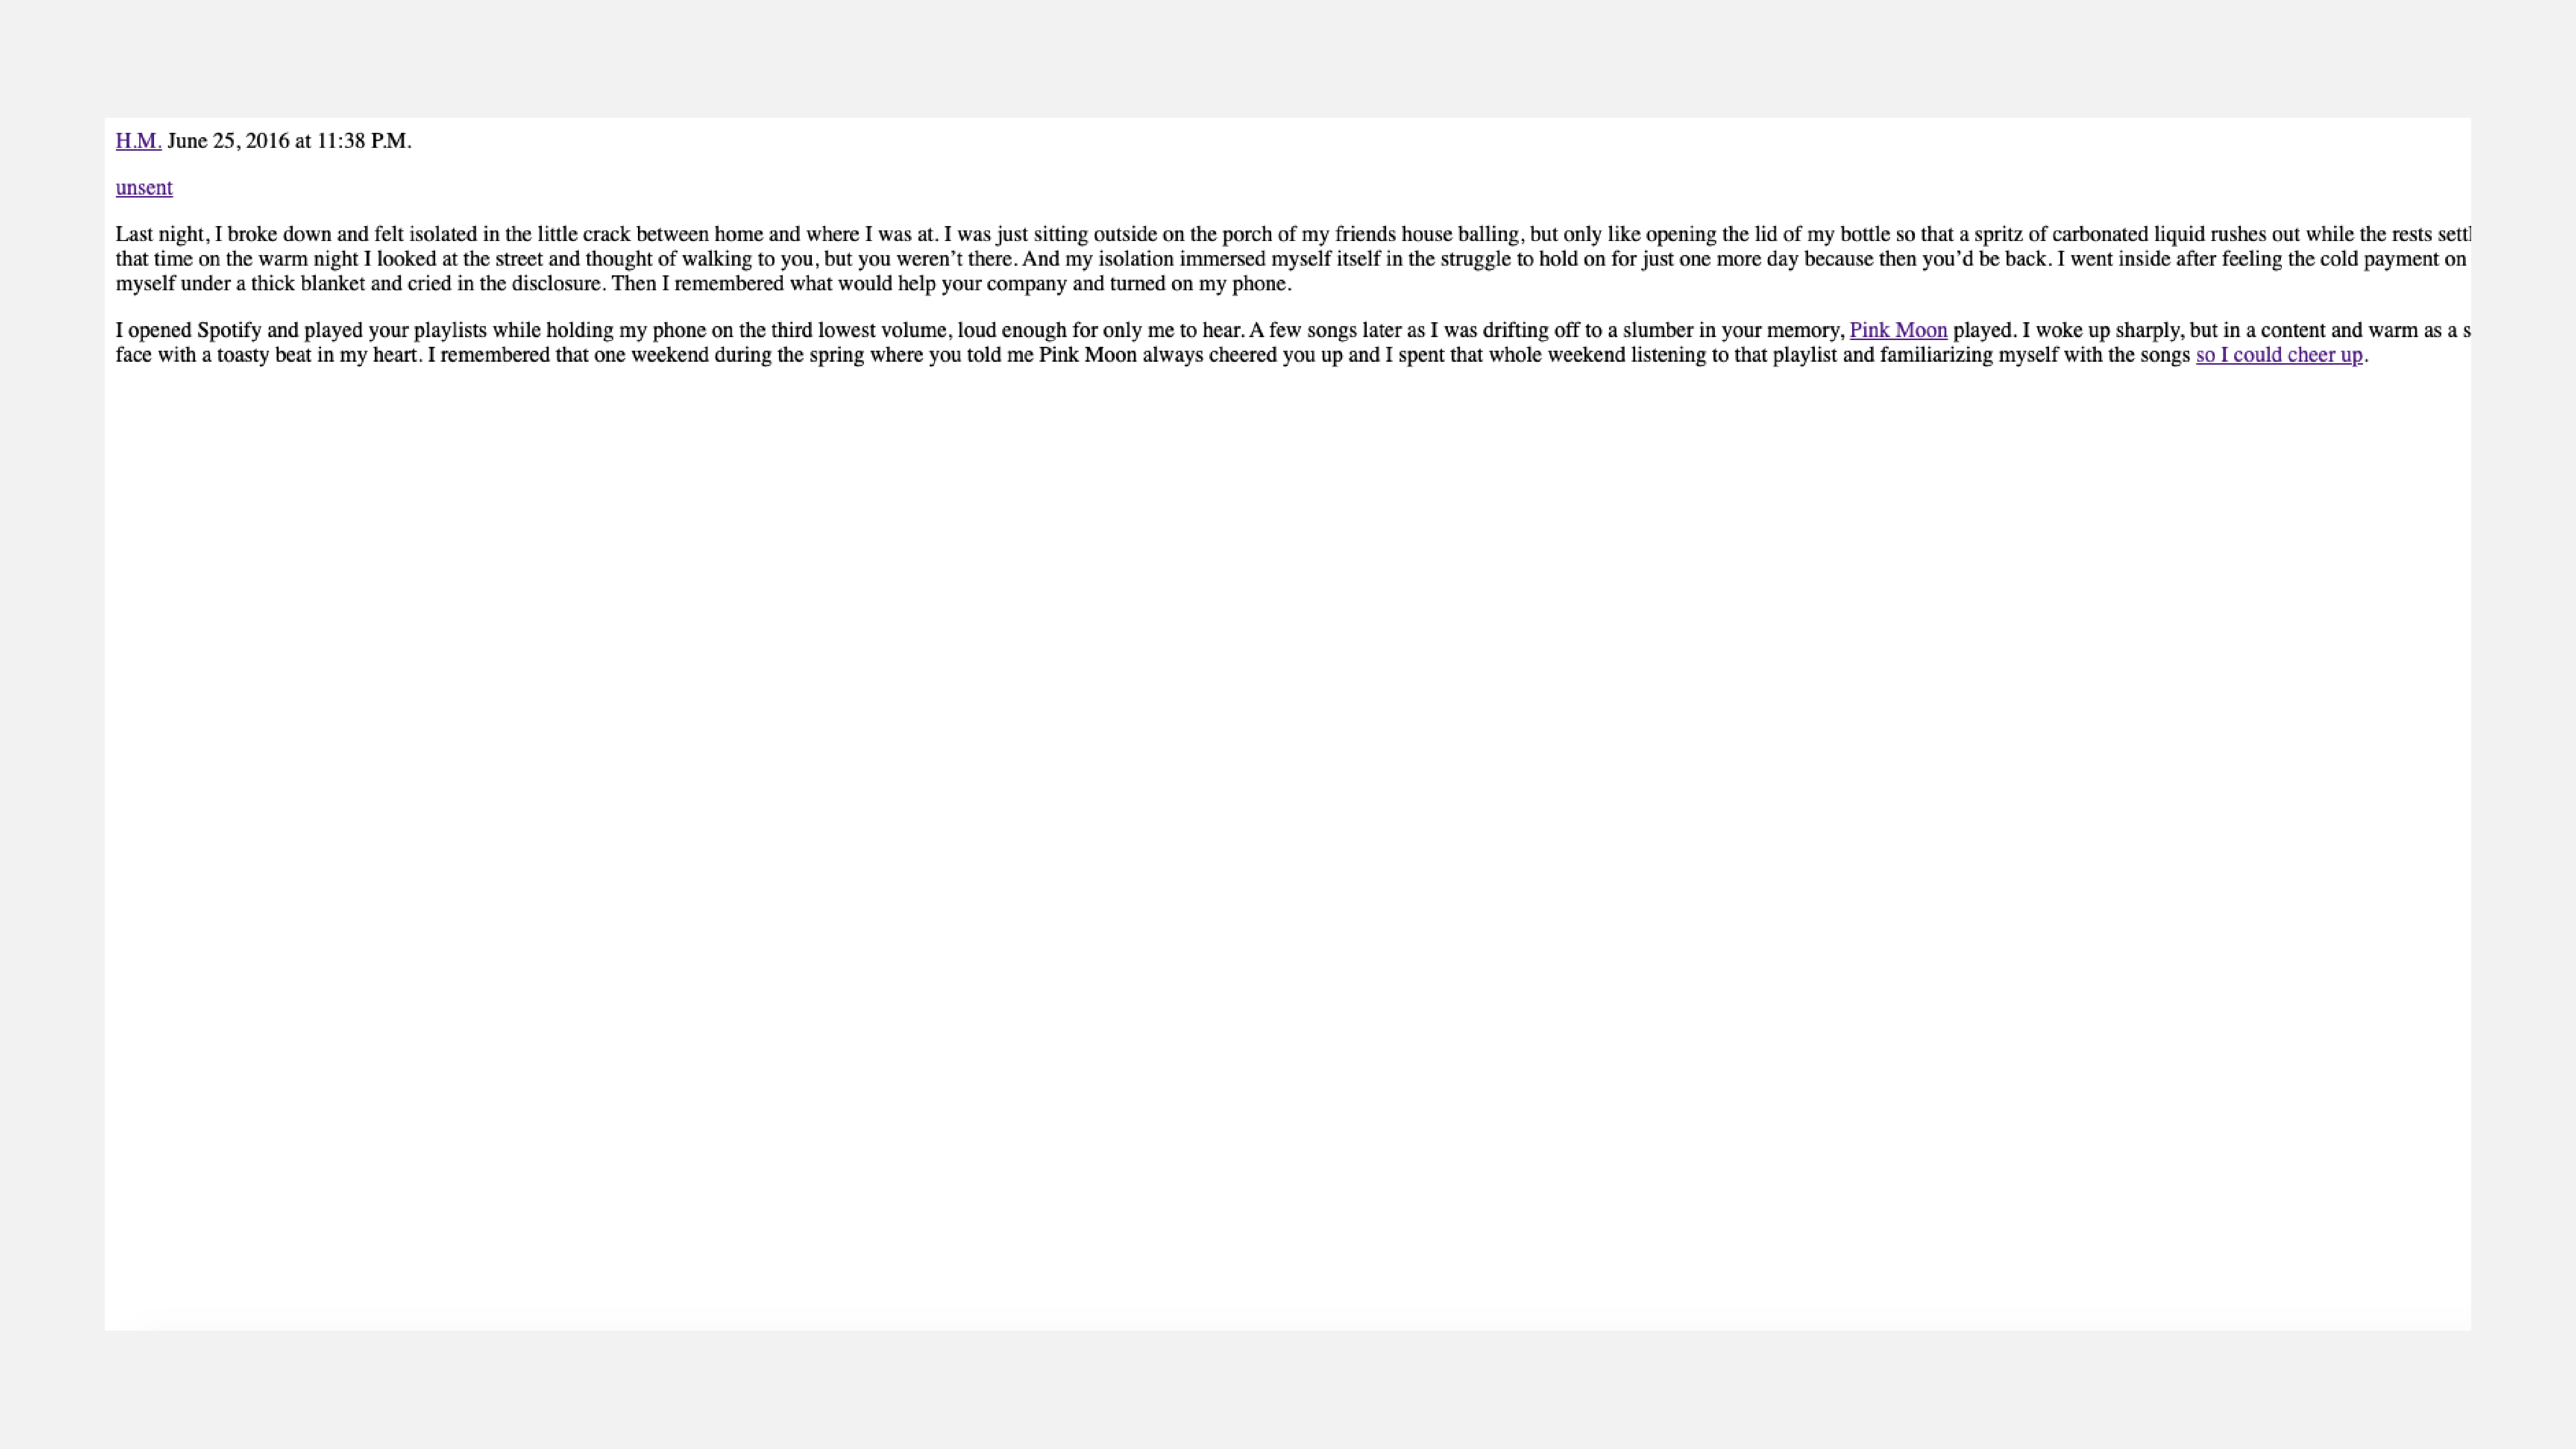 H.M. June 25, 2016 at 11:38 P.M.
unsent
Last night, I broke down and felt isolated in the little crack between home and where I was at. I was just sitting outside on the porch of my friends house balling, but only like opening the lid of my bottle so that a spritz of carbonated liquid rushes out while the rests
that time on the warm night I looked at the street and thought of walking to you, but you weren’t there. And my isolation immersed myself itself in the struggle to hold on for just one more day because then you’d be back. I went inside after feeling the cold payment on
myself under a thick blanket and cried in the disclosure. Then I remembered what would help your company and turned on my phone.
I opened Spotify and played your playlists while holding my phone on the third lowest volume, loud enough for only me to hear. A few songs later as I was drifting off to a slumber in your memory, Pink Moon played. I woke up sharply, but in a content and warm as a
face with a toasty beat in my heart. I remembered that one weekend during the spring where you told me Pink Moon always cheered you up and I spent that whole weekend listening to that playlist and familiarizing myself with the songs so I could cheer up.